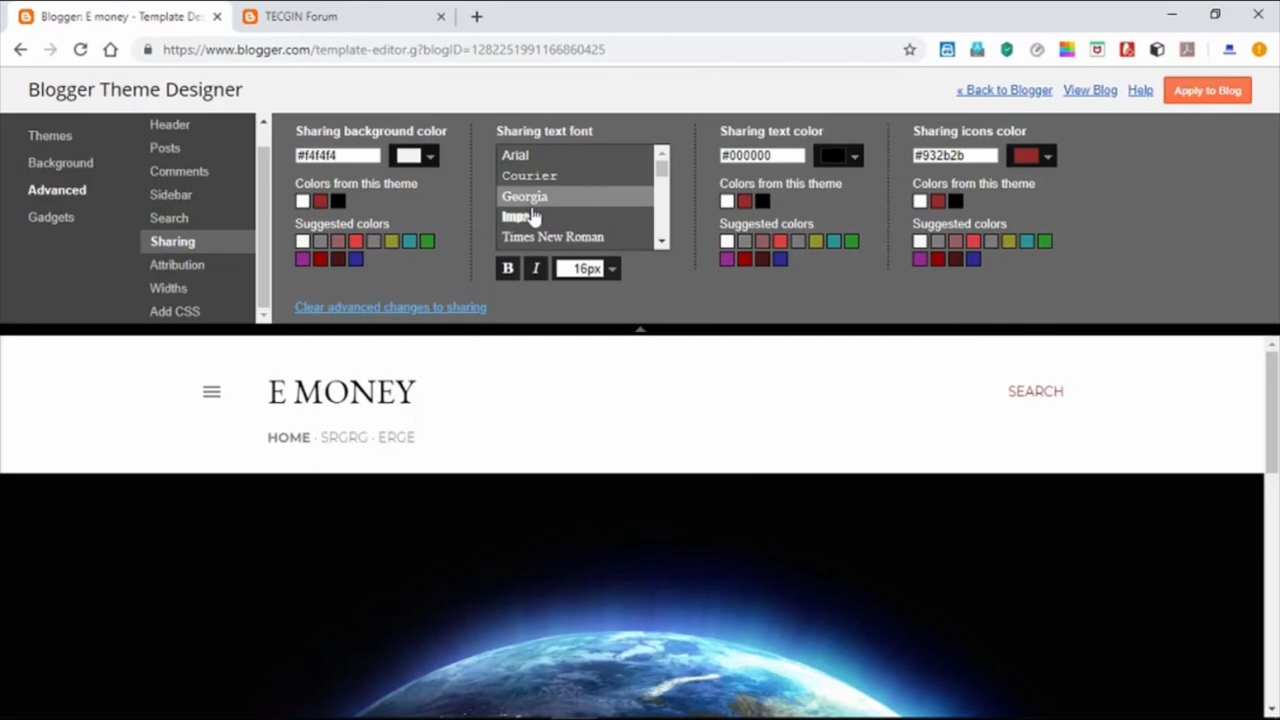 Blogger: E money - Template De
TECGIN Forum
https://www.blogger.com/template-editor.g?blogID=1282251991166860425
Blogger Theme Designer
« Back to Blogger
View Blog
Help
Apply to Blog
Themes
Background
Advanced
Gadgets
Header
Posts
Comments
Sidebar
Search
Sharing
Attribution
Widths
Add CSS
Sharing background color
#f4f4f4
Colors from this theme
Suggested colors
Sharing text font
Arial
Courier
Georgia
Times New Roman
B I 16px
Sharing text color
#000000
Colors from this theme
Suggested colors
Sharing icons color
#932b2b
Colors from this theme
Suggested colors
Clear advanced changes to sharing
E MONEY
SEARCH
HOME · SRGRG · ERGE